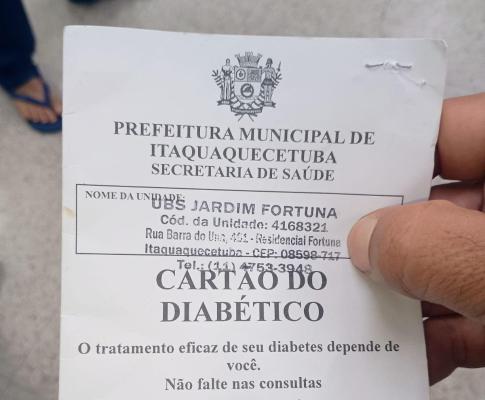 PREFEITURA MUNICIPAL DE
ITAQUAQUECETUBA
SECRETARIA DE SAÚDE
NOME DA UNIDADE:
UBS JARDIM FORTUNA
Cód. da Unidade: 4168321
Rua Barra do Una, 451 - Residencial Fortuna
Itaquaquecetuba - CEP: 08598-717
Tel.: (11) 4753-3948
CARTÃO DO
DIABÉTICO
O tratamento eficaz de seu diabetes depende de
você.
Não falte nas consultas